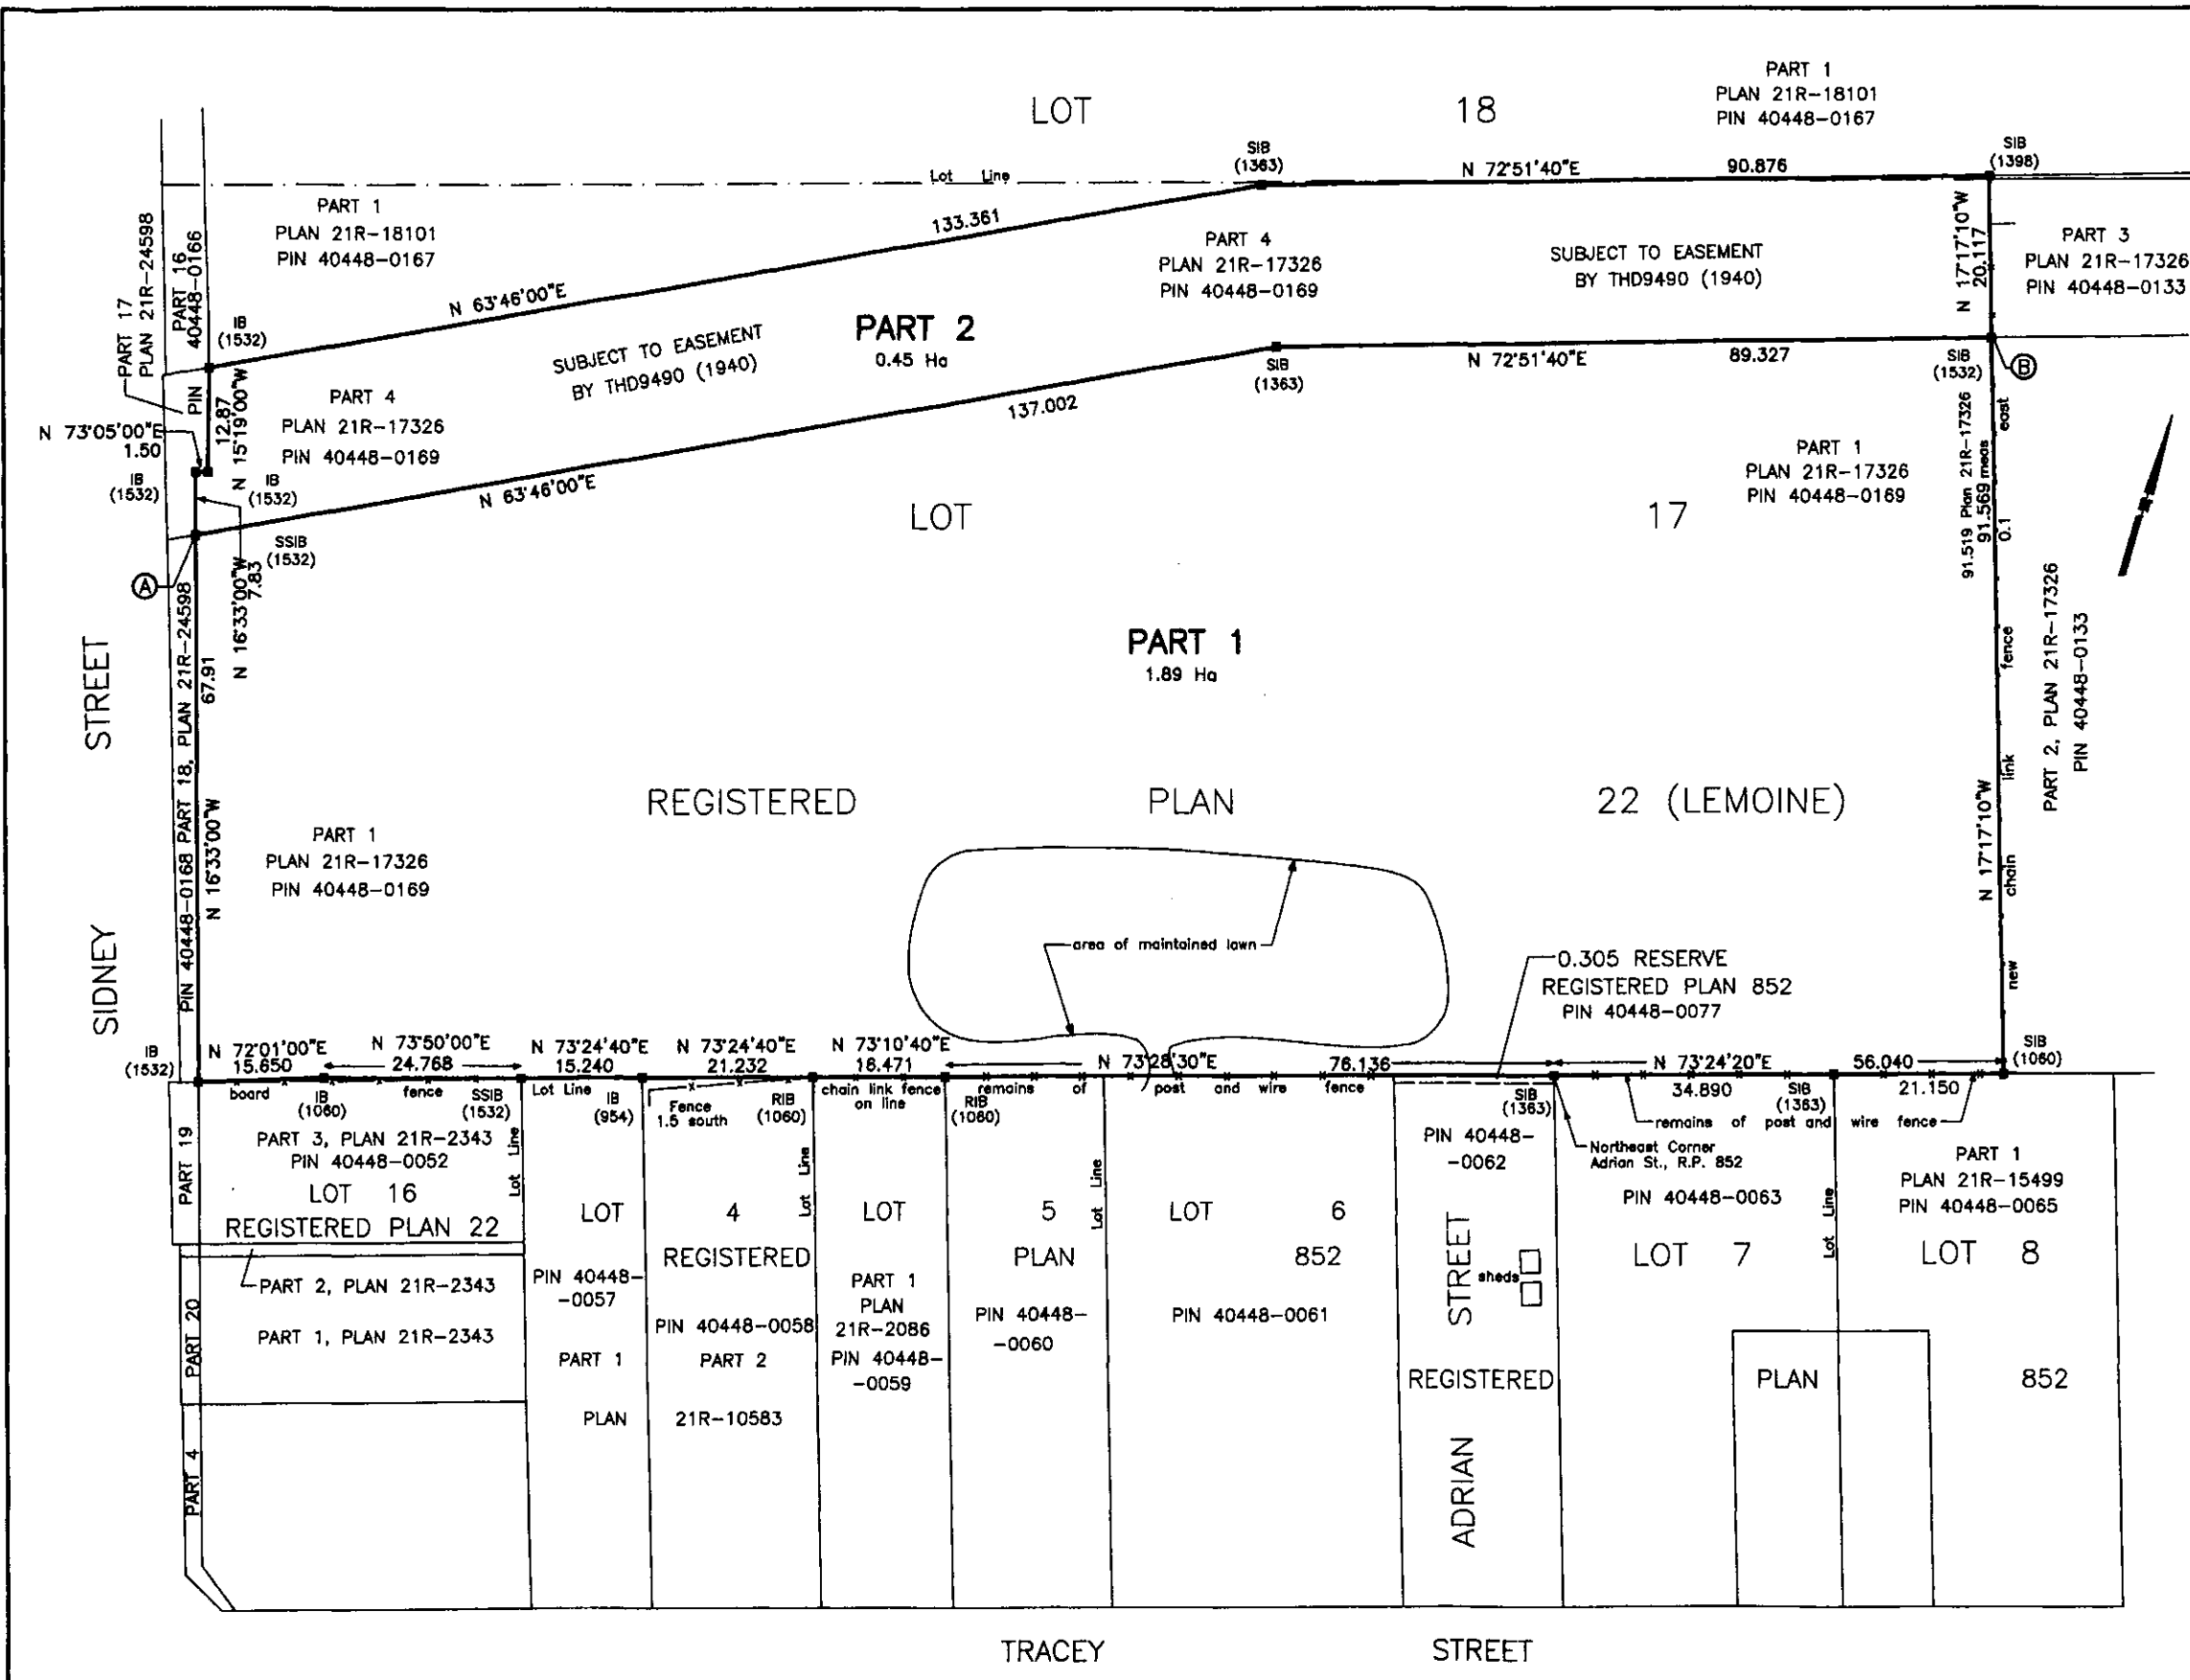 LOT 18
PART 1
PLAN 21R-18101
PIN 40448-0167
SIB
(1363)
N 72°51'40"E 90.876
SIB
(1398)
Lot Line
PART 1
PLAN 21R-18101
PIN 40448-0167
133.361
N 63°46'00"E
PART 17
PLAN 21R-24598
PART 16
PIN 40448-0166
IB
(1532)
PART 4
PLAN 21R-17326
PIN 40448-0169
SUBJECT TO EASEMENT
BY THD9490 (1940)
N 17°17'10"W
20.117
PART 3
PLAN 21R-17326
PIN 40448-0133
PART 2
0.45 Ha
SUBJECT TO EASEMENT
BY THD9490 (1940)
SIB
(1363)
N 72°51'40"E 89.327
SIB
(1532)
B
PART 4
PLAN 21R-17326
PIN 40448-0169
12.87
N 15°19'00"W
N 73°05'00"E
1.50
IB
(1532)
IB
(1532)
137.002
N 63°46'00"E
SSIB
(1532)
N 16°33'00"W
7.83
A
LOT 17
PART 1
PLAN 21R-17326
PIN 40448-0169
91.519 Plan 21R-17326
91.569 meas
0.1 east
N 17°17'10"W
new chain link fence
PART 2, PLAN 21R-17326
PIN 40448-0133
PART 1
1.89 Ha
SIDNEY STREET
PIN 40448-0168 PART 18, PLAN 21R-24598
67.91
N 16°33'00"W
REGISTERED PLAN 22 (LEMOINE)
PART 1
PLAN 21R-17326
PIN 40448-0169
area of maintained lawn
0.305 RESERVE
REGISTERED PLAN 852
PIN 40448-0077
IB
(1532)
N 72°01'00"E
15.650
N 73°50'00"E
24.768
N 73°24'40"E
15.240
N 73°24'40"E
21.232
N 73°10'40"E
18.471
N 73°28'30"E 76.136
N 73°24'20"E 56.040
34.890
21.150
SIB
(1060)
board fence
IB
(1060)
SSIB
(1532)
Lot Line
IB
(954)
Fence
1.5 south
RIB
(1060)
chain link fence
on line
RIB
(1060)
remains of post and wire fence
SIB
(1363)
SIB
(1363)
remains of post and wire fence
Northeast Corner
Adrian St., R.P. 852
PART 19
PART 3, PLAN 21R-2343
PIN 40448-0052
LOT 16
REGISTERED PLAN 22
Lot Line
PART 2, PLAN 21R-2343
PART 1, PLAN 21R-2343
PART 20
PART 4
LOT 4
Lot Line
LOT 5
Lot Line
LOT 6
REGISTERED PLAN 852
PIN 40448-
-0057
PIN 40448-0058
PART 1
PLAN
21R-2086
PIN 40448-
-0059
PIN 40448-
-0060
PIN 40448-0061
PART 1 PART 2
PLAN 21R-10583
PIN 40448-
-0062
ADRIAN STREET
sheds
PIN 40448-0063
Lot Line
PART 1
PLAN 21R-15499
PIN 40448-0065
LOT 7
LOT 8
REGISTERED PLAN 852
TRACEY STREET